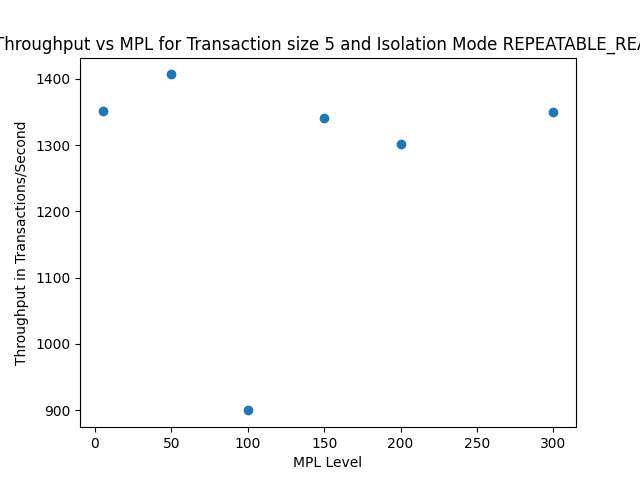 Throughput vs MPL for Transaction size 5 and Isolation Mode REPEATABLE_REA
1400
1300
1200
1100
1000
900
Throughput in Transactions/Second
0 50 100 150 200 250 300
MPL Level